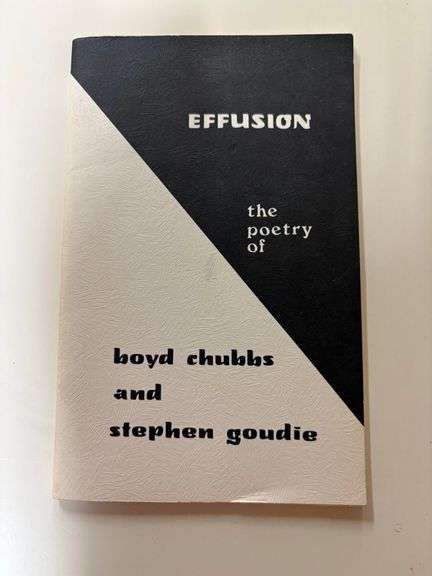 EFFUSION
the
poetry
of
boyd chubbs
and
stephen goudie